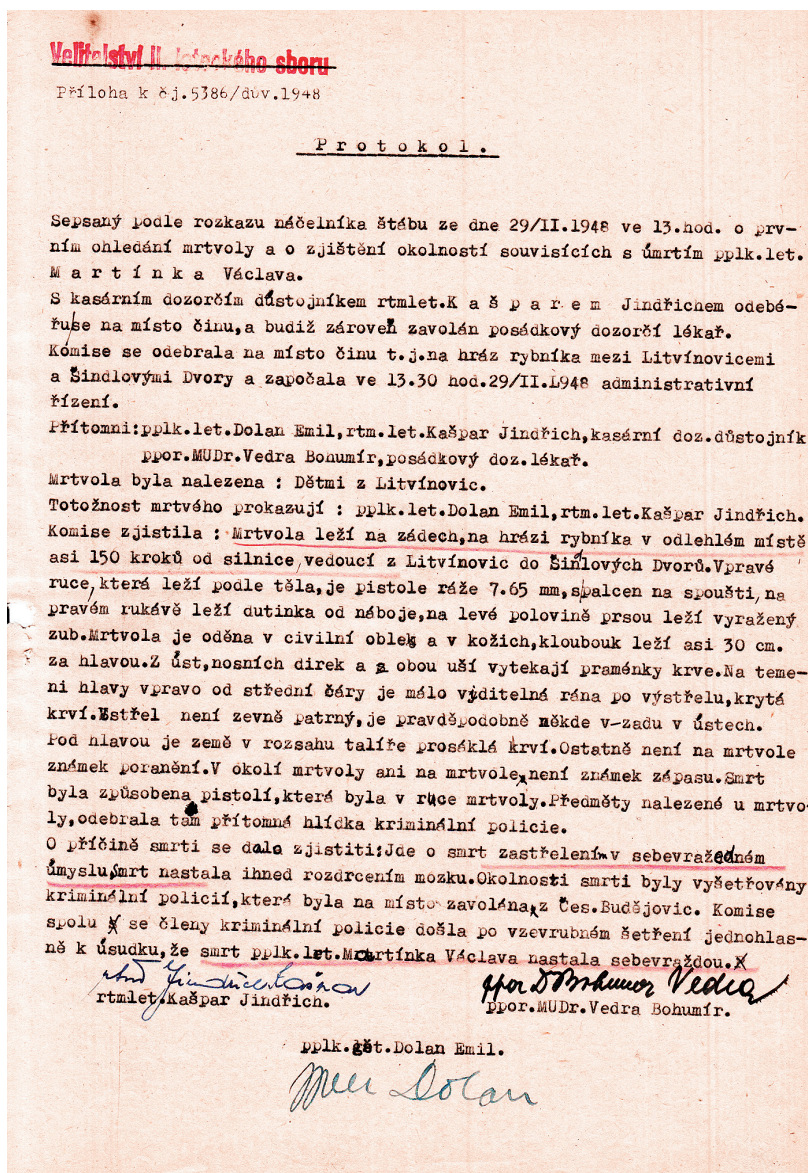 Velitelství II. leteckého sboru
Příloha k čj.5386/dův.1948
P r o t o k o l .
Sepsaný podle rozkazu náčelníka štábu ze dne 29/II.1948 ve 13.hod. o prv-
ním ohledání mrtvoly a o zjištění okolností souvisících s úmrtím pplk.let.
M a r t í n k a Václava.
S kasárním dozorčím důstojníkem rtmlet.K a š p a r e m Jindřichem odebé-
řu se na místo činu,a budiž zároveň zavolán posádkový dozorčí lékař.
Komise se odebrala na místo činu t.j.na hráz rybníka mezi Litvínovicemi
a Šindlovými Dvory a započala ve 13.30 hod.29/II.L948 administrativní
řízení.
Přítomni:pplk.let.Dolan Emil,rtm.let.Kašpar Jindřich,kasární doz.důstojník
ppor.MUDr.Vedra Bohumír,posádkový doz.lékař.
Mrtvola byla nalezena : Dětmi z Litvínovic.
Totožnost mrtvého prokazují : pplk.let.Dolan Emil,rtm.let.Kašpar Jindřich.
Komise zjistila : Mrtvola leží na zádech,na hrázi rybníka v odlehlém místě
asi 150 kroků od silnice,vedoucí z Litvínovic do Šindlových Dvorů.Vpravé
ruce,která leží podle těla,je pistole ráže 7.65 mm,spalcen na spoušti,na
pravém rukávě leží dutinka od náboje,na levé polovině prsou leží vyražený
zub.Mrtvola je oděna v civilní oblek a v kožich,klobouk leží asi 30 cm.
za hlavou.Z úst,nosních dírek a z obou uší vytekají praménky krve.Na teme-
ni hlavy vpravo od střední čáry je málo viditelná rána po výstřelu,krytá
krví.Vstřel není zevně patrný,je pravděpodobně někde v-zadu v ústech.
Pod hlavou je země v rozsahu talíře prosáklá krví.Ostatně není na mrtvole
známek poranění.V okolí mrtvoly ani na mrtvole není známek zápasu.Smrt
byla způsobena pistolí,která byla v ruce mrtvoly.Předměty nalezené u mrtvo-
ly,odebrala tam přítomná hlídka kriminální policie.
O příčině smrti se dalo zjistiti:Jde o smrt zastřelením v sebevražedném
úmyslu,smrt nastala ihned rozdrcením mozku.Okolnosti smrti byly vyšetřovány
kriminální policií,která byla na místo zavolána z Čes.Budějovic. Komise
spolu se členy kriminální policie došla po vzevrubném šetření jednohlas-
ně k úsudku,že smrt pplk.let.Martínka Václava nastala sebevraždou.
rtm Jindřich Kašpar ppor Dr Bohumír Vedra
rtmlet.Kašpar Jindřich. ppor.MUDr.Vedra Bohumír.
pplk.let.Dolan Emil.
Dolan